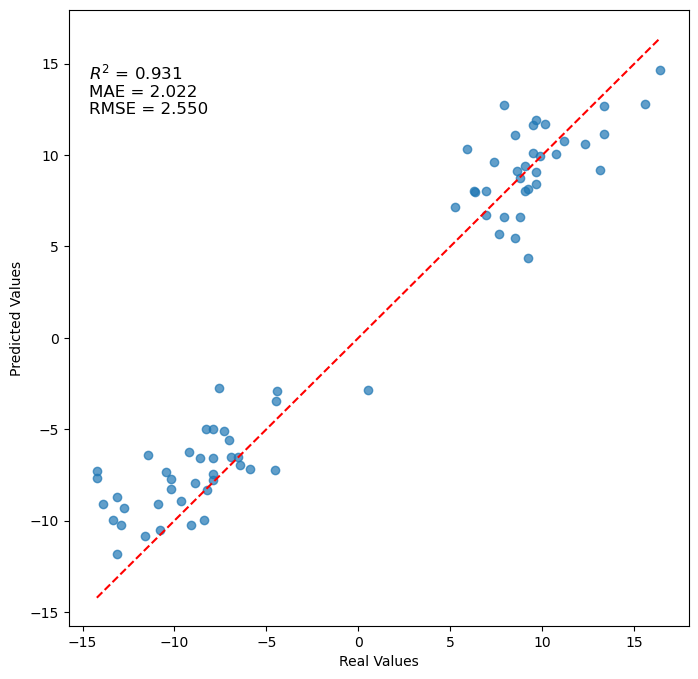 R² = 0.931
MAE = 2.022
RMSE = 2.550
15
10
5
0
−5
−10
−15
Predicted Values
−15 −10 −5 0 5 10 15
Real Values